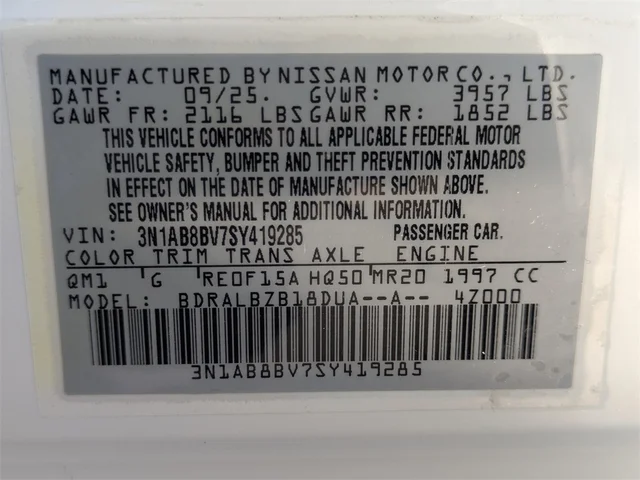 MANUFACTURED BY NISSAN MOTOR CO., LTD.
DATE: 09/25. GVWR: 3957 LBS
GAWR FR: 2116 LBS GAWR RR: 1852 LBS
THIS VEHICLE CONFORMS TO ALL APPLICABLE FEDERAL MOTOR
VEHICLE SAFETY, BUMPER AND THEFT PREVENTION STANDARDS
IN EFFECT ON THE DATE OF MANUFACTURE SHOWN ABOVE.
SEE OWNER'S MANUAL FOR ADDITIONAL INFORMATION.
VIN: 3N1AB8BV7SY419285 PASSENGER CAR.
COLOR TRIM TRANS AXLE ENGINE
QM1 G RE0F15A HQ50 MR20 1997 CC
MODEL: BDRALBZB18DUA--A-- 4Z000
3N1AB8BV7SY419285